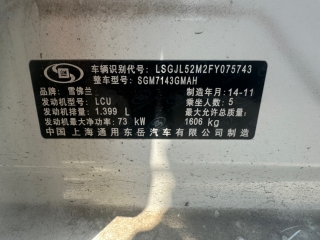 车辆识别代号: LSGJL52M2FY075743
整车型号: SGM7143GMAH
品牌: 雪佛兰 制造年月: 14-11
发动机型号: LCU 乘坐人数: 5
发动机排量: 1.399 L 最大允许总质量:
发动机最大净功率: 73 kW 1606 kg
中国 上海通用东岳汽车有限公司 制造